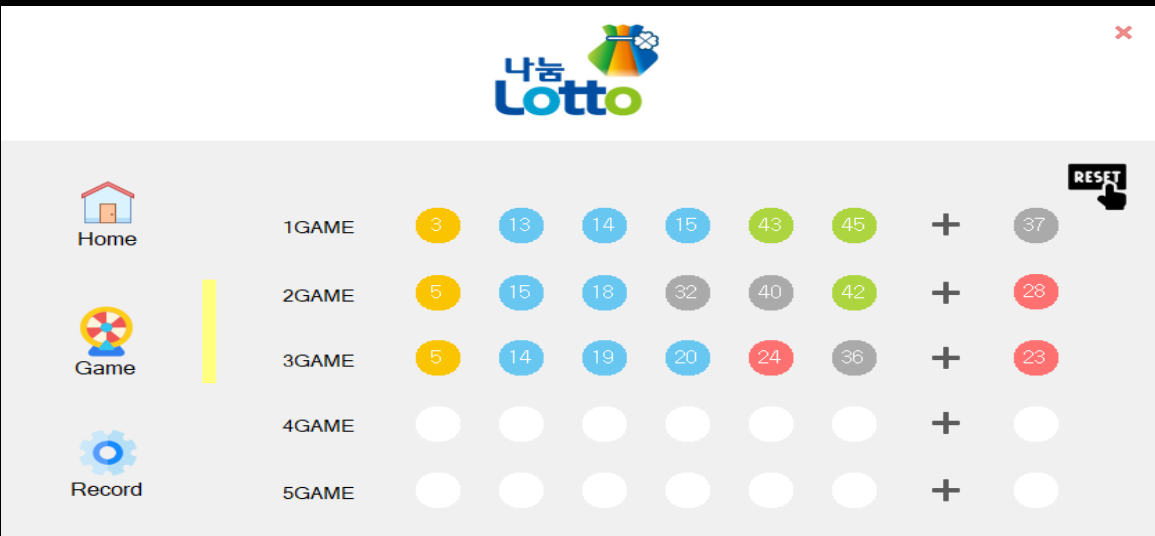 나눔
Lotto
RESET
Home
1GAME 3 13 14 15 43 45 + 37
2GAME 5 15 18 32 40 42 + 28
Game
3GAME 5 14 19 20 24 36 + 23
4GAME +
Record
5GAME +